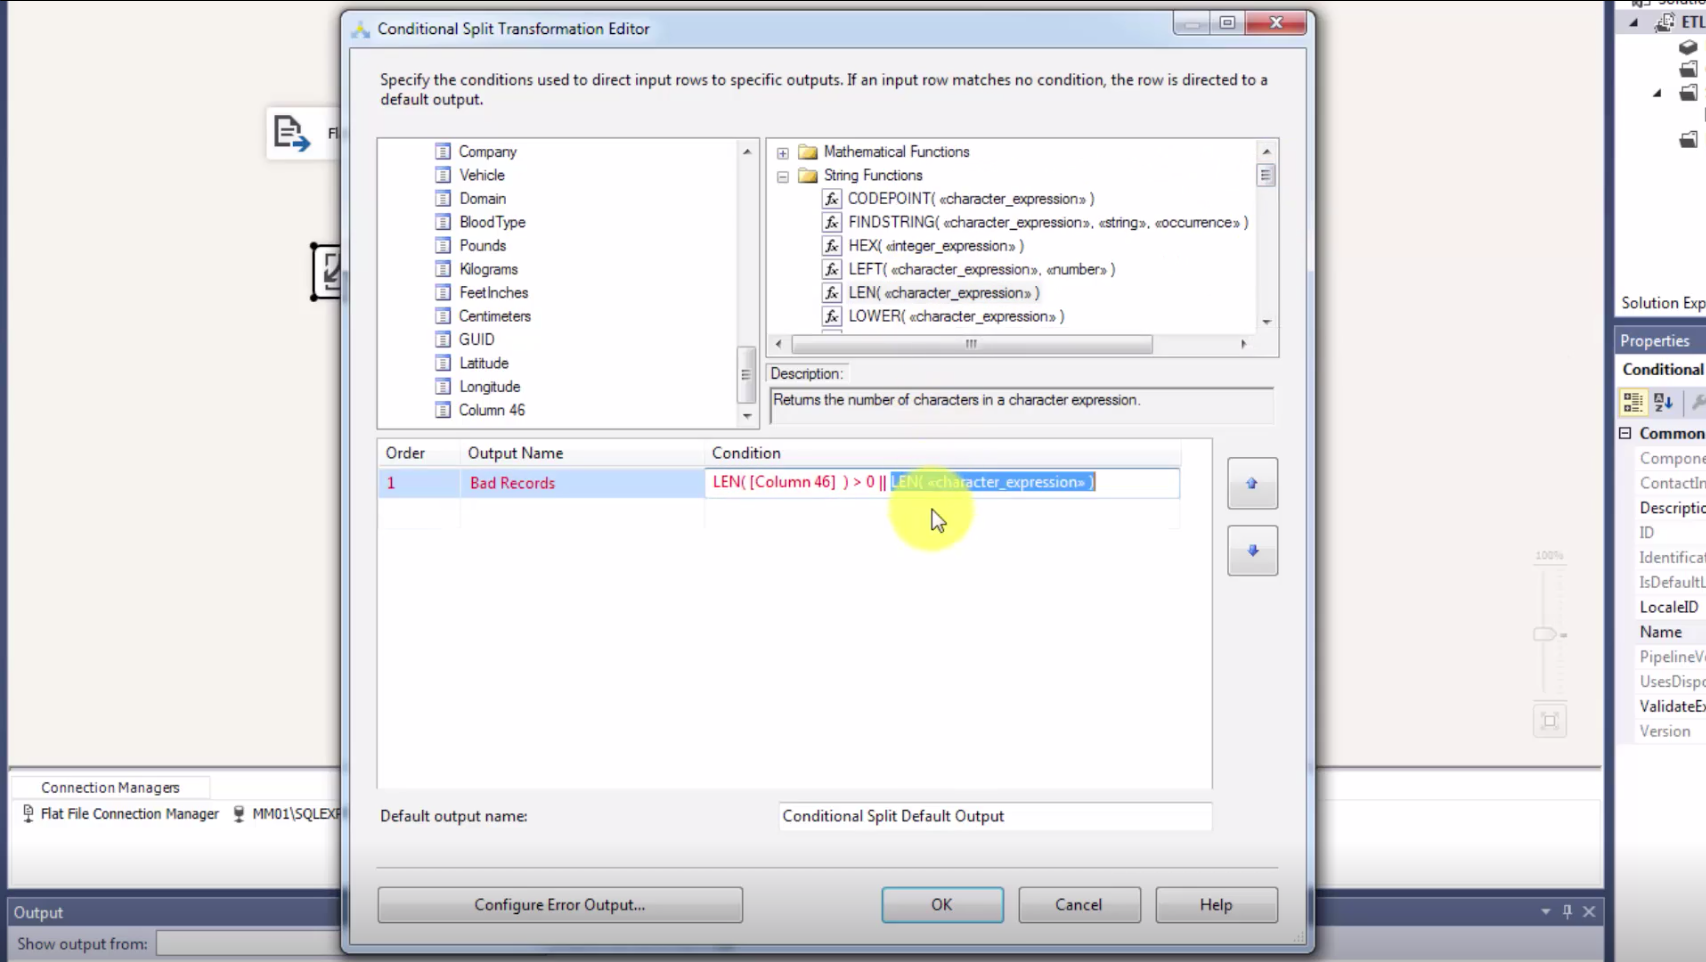 Conditional Split Transformation Editor
Specify the conditions used to direct input rows to specific outputs. If an input row matches no condition, the row is directed to a
default output.
Company
Vehicle
Domain
BloodType
Pounds
Kilograms
FeetInches
Centimeters
GUID
Latitude
Longitude
Column 46
Mathematical Functions
String Functions
CODEPOINT( «character_expression» )
FINDSTRING( «character_expression», «string», «occurrence» )
HEX( «integer_expression» )
LEFT( «character_expression», «number» )
LEN( «character_expression» )
LOWER( «character_expression» )
Description:
Returns the number of characters in a character expression.
Order Output Name Condition
1 Bad Records LEN( [Column 46] ) > 0 || LEN( «character_expression» )
Default output name: Conditional Split Default Output
Configure Error Output... OK Cancel Help
ETL
Solution Exp
Properties
Conditional
Common
Compone
ContactIn
Descriptio
ID
Identificat
IsDefaultL
LocaleID
Name
PipelineVe
UsesDispo
ValidateEx
Version
100%
Connection Managers
Flat File Connection Manager MM01\SQLEXP
Output
Show output from: